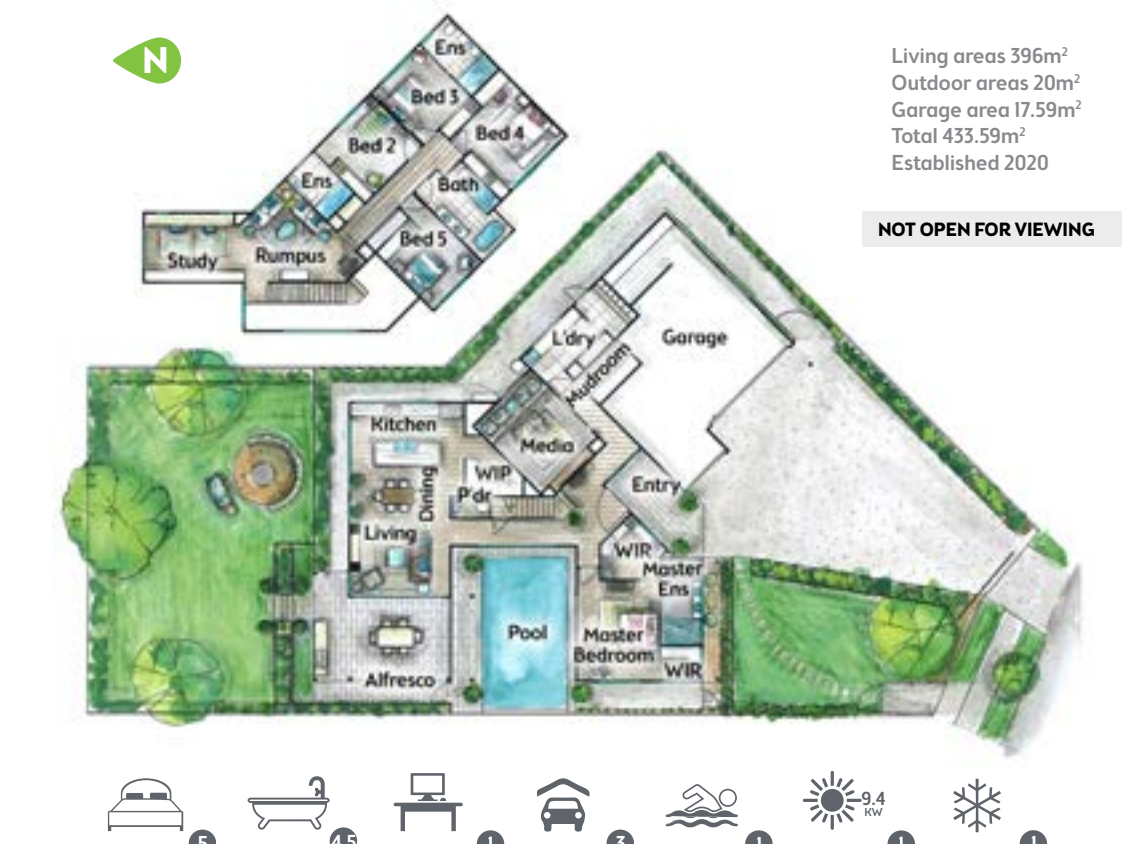 N
Living areas 396m²
Outdoor areas 20m²
Garage area 17.59m²
Total 433.59m²
Established 2020
NOT OPEN FOR VIEWING
Ens
Bed 3
Bed 4
Bed 2
Ens
Bath
Bed 5
Study
Rumpus
L'dry
Garage
Mudroom
Kitchen
Media
WIP
P'dr
Dining
Entry
Living
WIR
Master
Ens
Pool
Master
Bedroom
WIR
Alfresco
9.4
KW
5
4.5
1
3
1
1
1